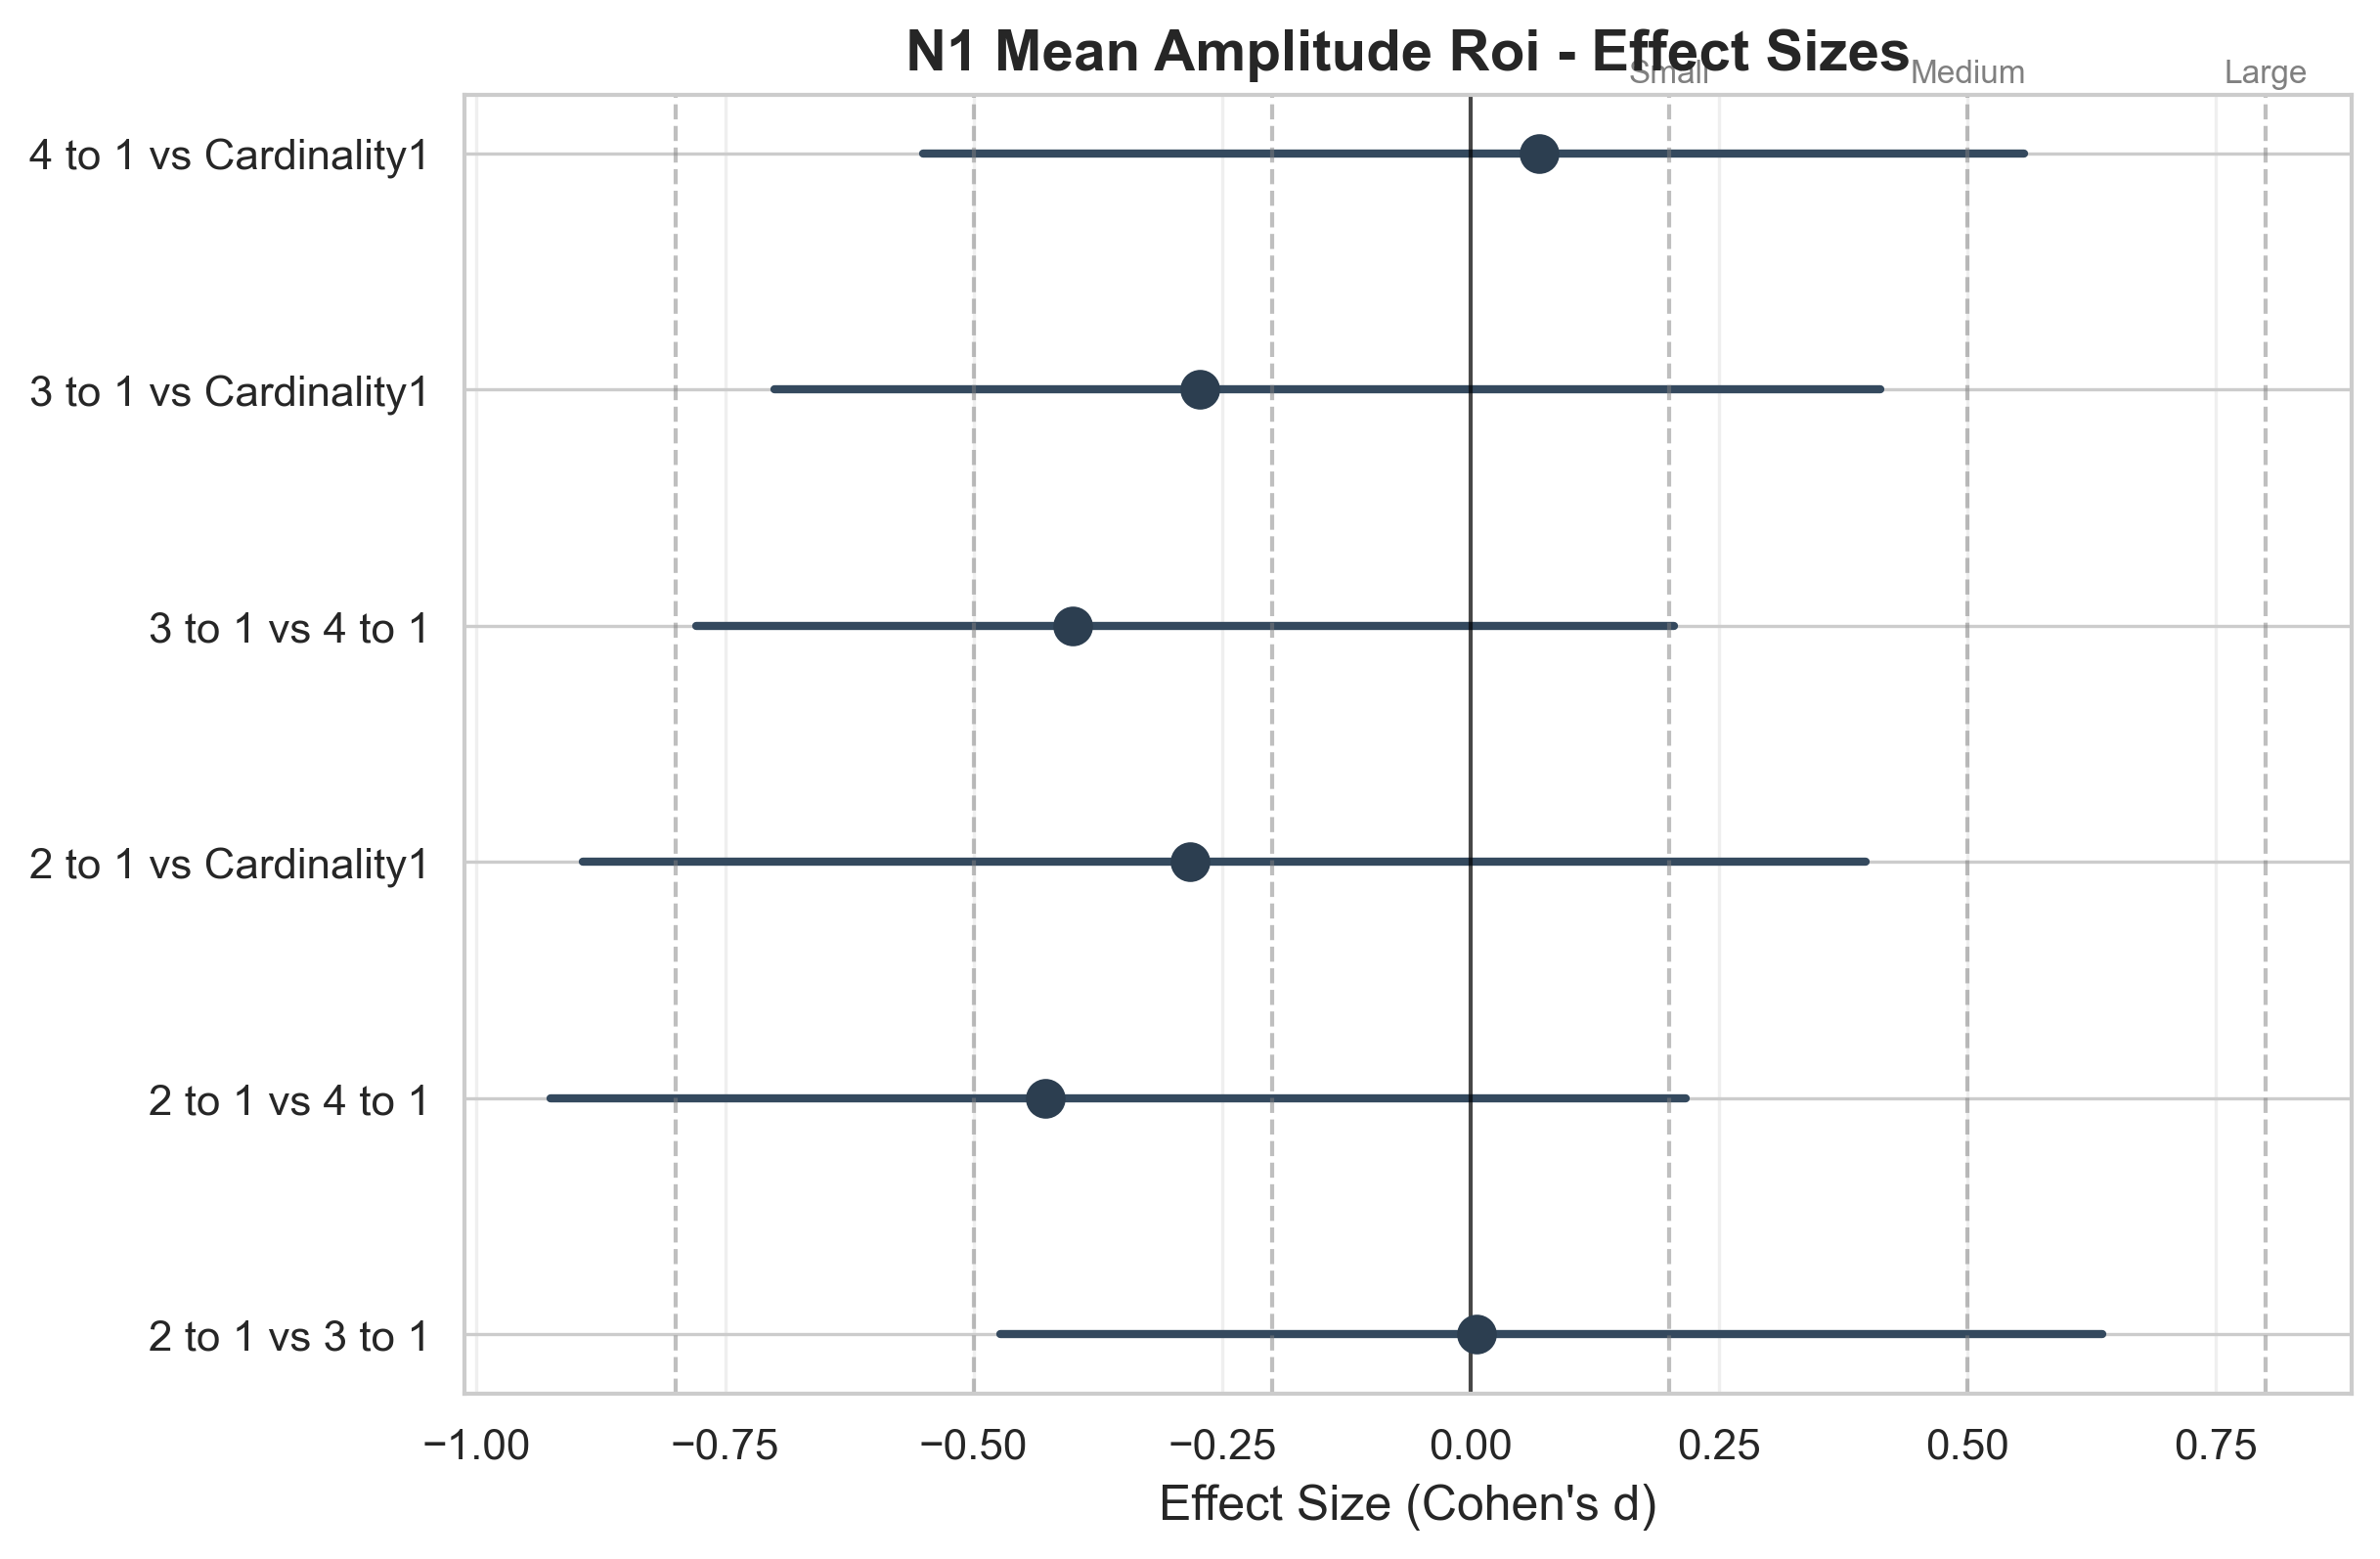 N1 Mean Amplitude Roi - Effect Sizes
Small Medium Large
4 to 1 vs Cardinality1
3 to 1 vs Cardinality1
3 to 1 vs 4 to 1
2 to 1 vs Cardinality1
2 to 1 vs 4 to 1
2 to 1 vs 3 to 1
−1.00 −0.75 −0.50 −0.25 0.00 0.25 0.50 0.75
Effect Size (Cohen's d)